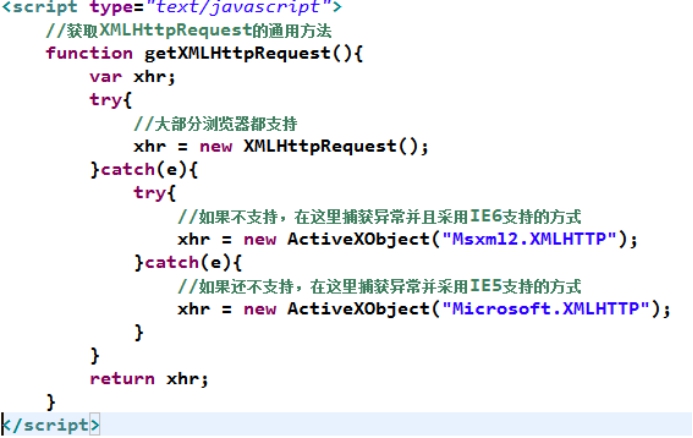 <script type="text/javascript">
    //获取XMLHttpRequest的通用方法
    function getXMLHttpRequest(){
        var xhr;
        try{
            //大部分浏览器都支持
            xhr = new XMLHttpRequest();
        }catch(e){
            try{
                //如果不支持，在这里捕获异常并且采用IE6支持的方式
                xhr = new ActiveXObject("Msxml2.XMLHTTP");
            }catch(e){
                //如果还不支持，在这里捕获异常并采用IE5支持的方式
                xhr = new ActiveXObject("Microsoft.XMLHTTP");
            }
        }
        return xhr;
    }
</script>